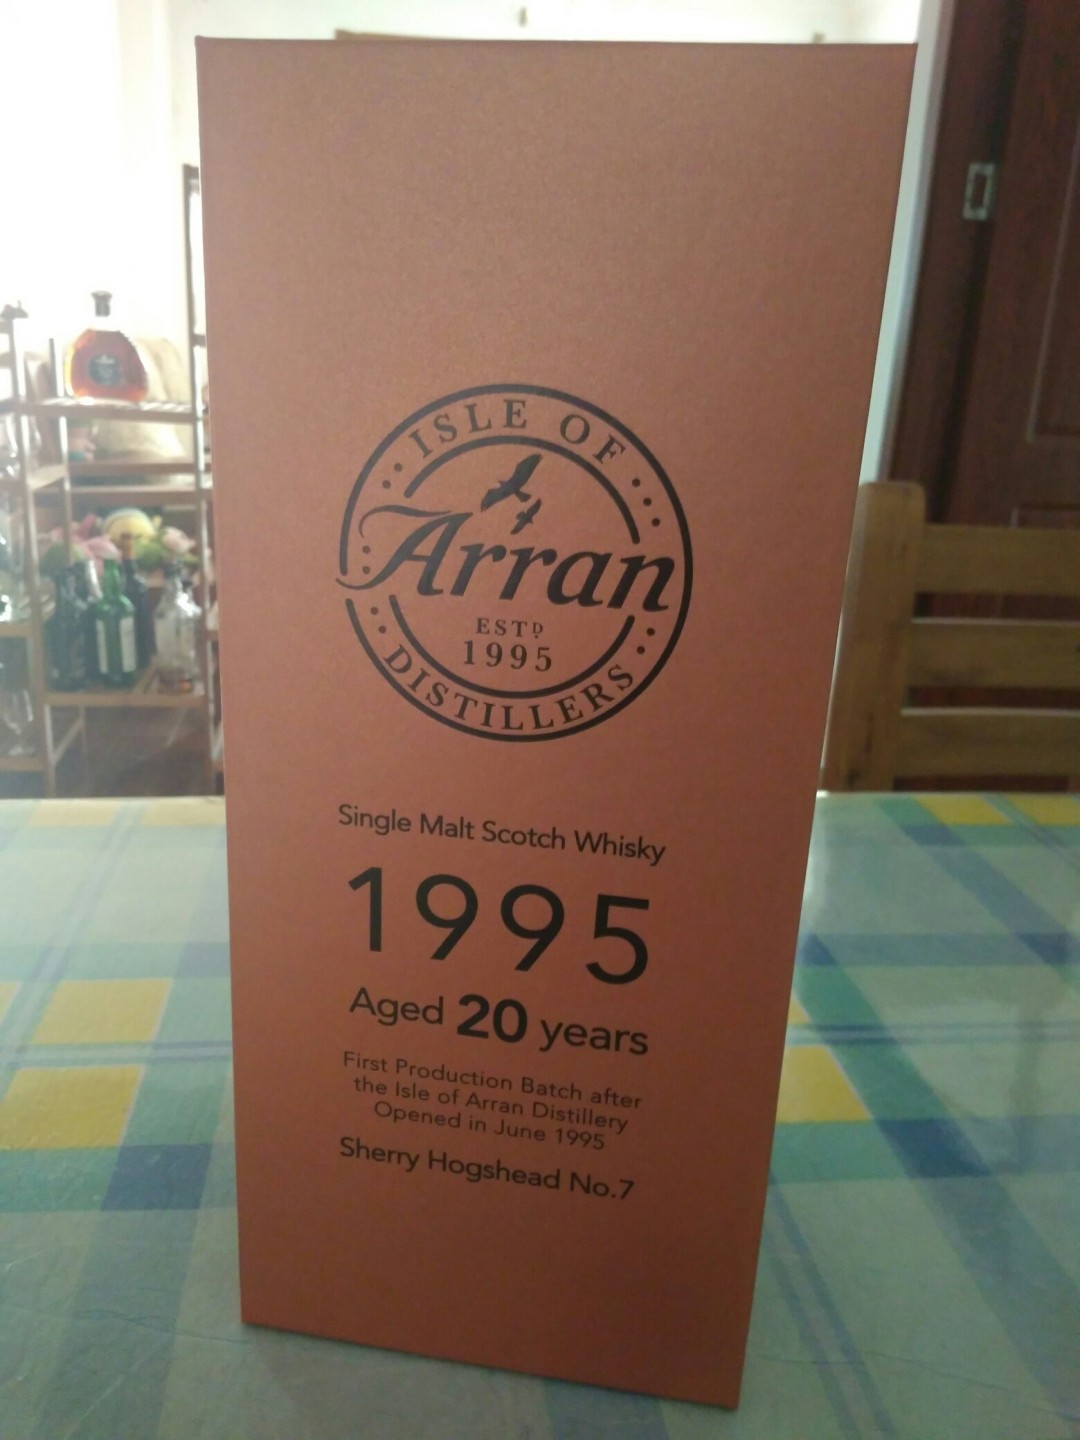 ISLE OF
Arran
ESTD
1995
DISTILLERS
Single Malt Scotch Whisky
1995
Aged 20 years
First Production Batch after
the Isle of Arran Distillery
Opened in June 1995
Sherry Hogshead No.7